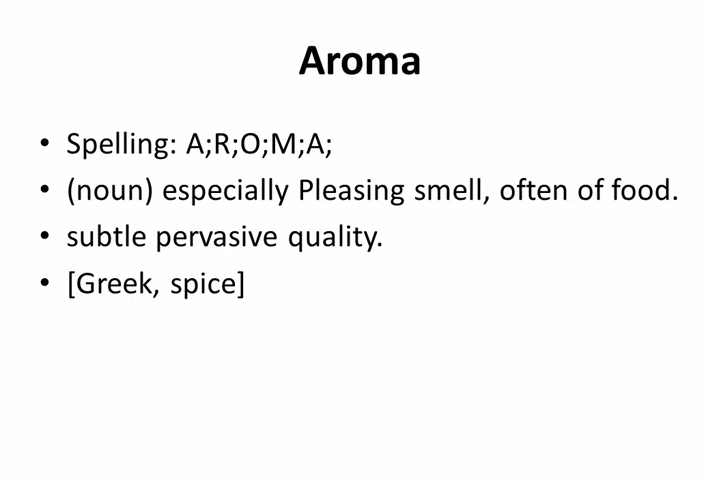 Aroma
• Spelling: A;R;O;M;A;
• (noun) especially Pleasing smell, often of food.
• subtle pervasive quality.
• [Greek, spice]